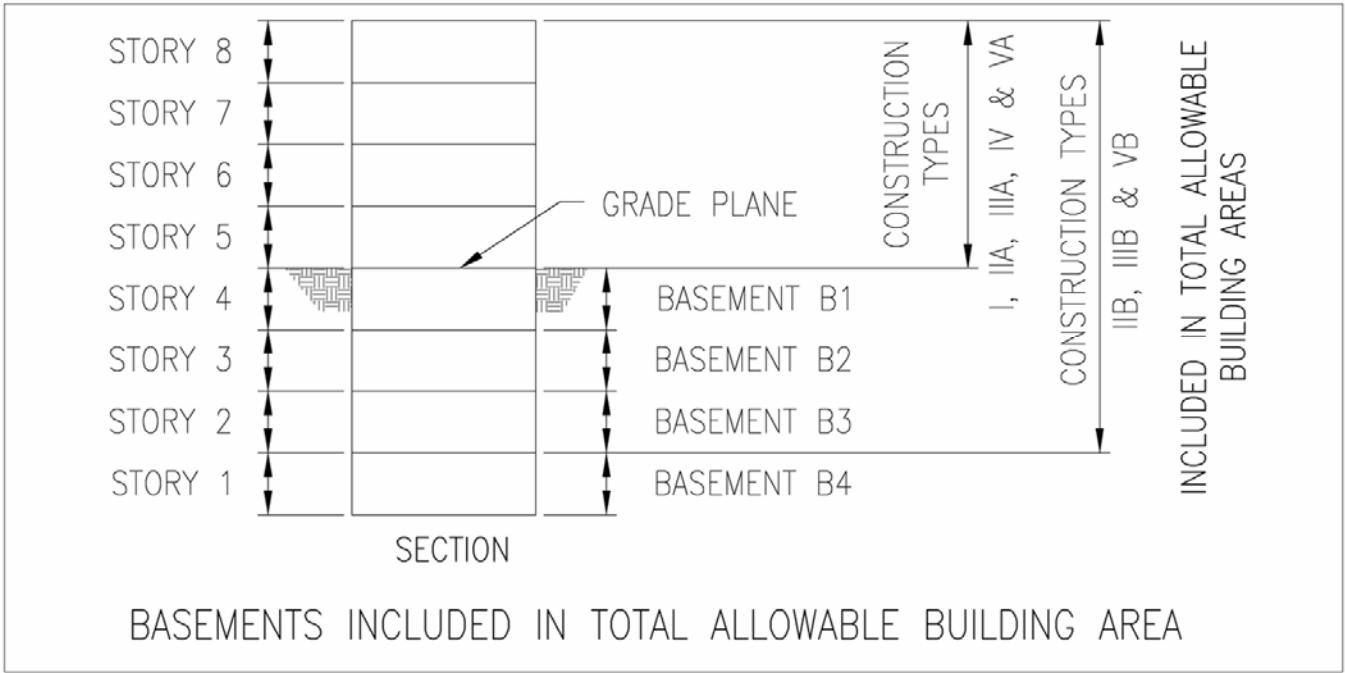 STORY 8
STORY 7
STORY 6
STORY 5
STORY 4
STORY 3
STORY 2
STORY 1
GRADE PLANE
BASEMENT B1
BASEMENT B2
BASEMENT B3
BASEMENT B4
CONSTRUCTION
TYPES
I, IIA, IIIA, IV & VA
CONSTRUCTION TYPES
IIB, IIIB & VB
INCLUDED IN TOTAL ALLOWABLE
BUILDING AREAS
SECTION
BASEMENTS INCLUDED IN TOTAL ALLOWABLE BUILDING AREA